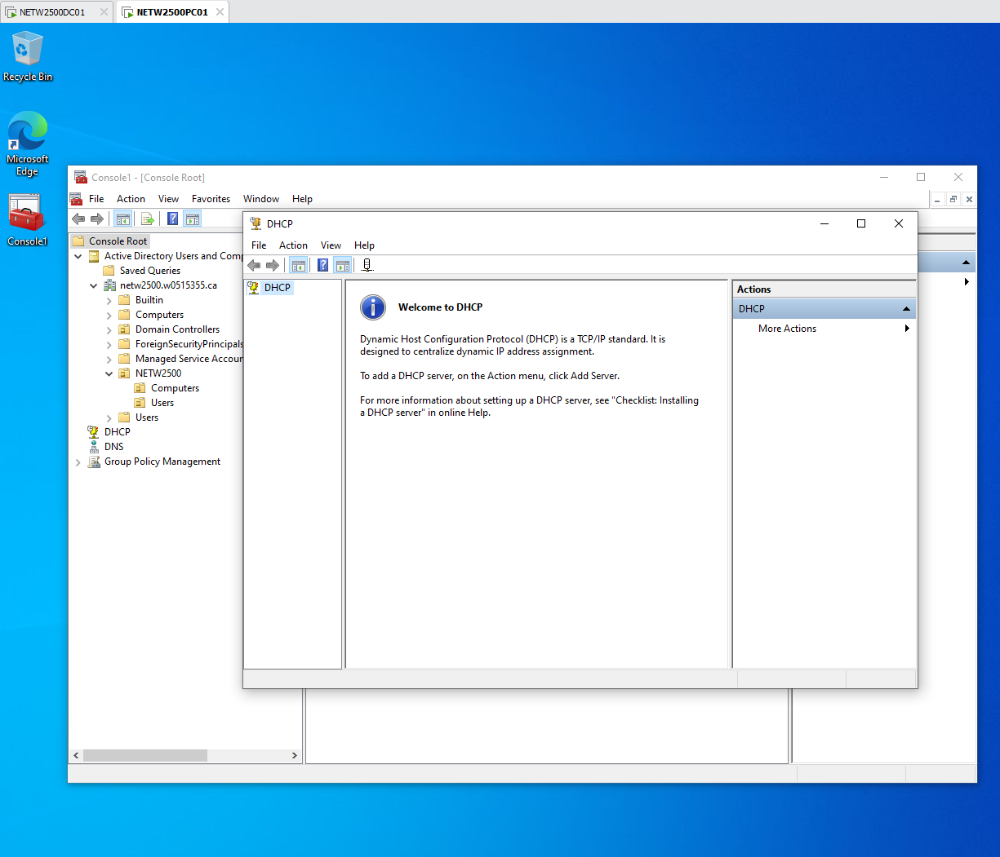 NETW2500DC01
NETW2500PC01
Recycle Bin
Microsoft
Edge
Console1
Console1 - [Console Root]
File Action View Favorites Window Help
Console Root
Active Directory Users and Comp
Saved Queries
netw2500.w0515355.ca
Builtin
Computers
Domain Controllers
ForeignSecurityPrincipals
Managed Service Accour
NETW2500
Computers
Users
Users
DHCP
DNS
Group Policy Management
DHCP
File Action View Help
DHCP
Welcome to DHCP
Dynamic Host Configuration Protocol (DHCP) is a TCP/IP standard. It is
designed to centralize dynamic IP address assignment.
To add a DHCP server, on the Action menu, click Add Server.
For more information about setting up a DHCP server, see "Checklist: Installing
a DHCP server" in online Help.
Actions
DHCP
More Actions